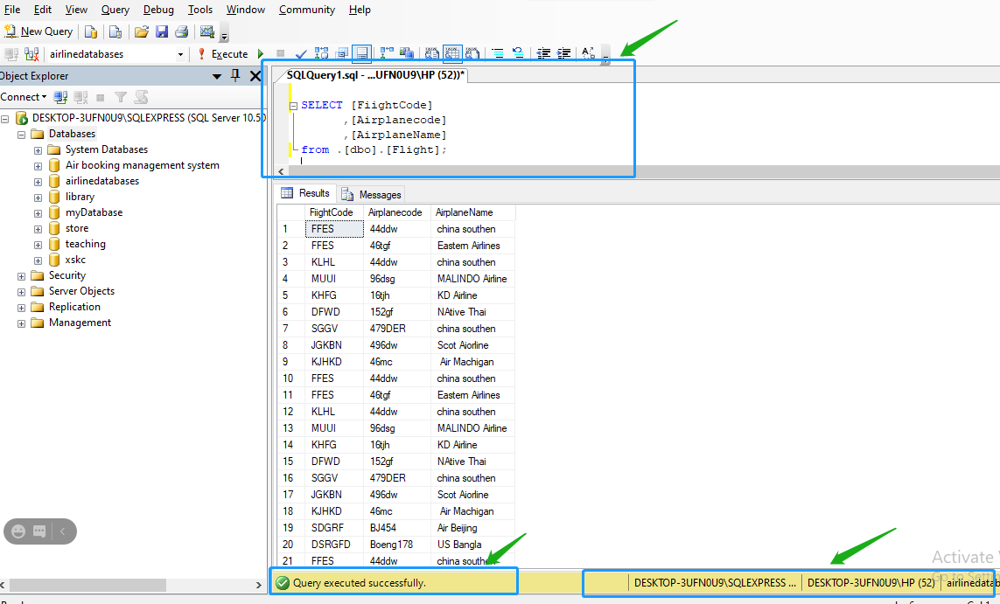 File Edit View Query Debug Tools Window Community Help
New Query
airlinedatabases Execute
Object Explorer
Connect
DESKTOP-3UFN0U9\SQLEXPRESS (SQL Server 10.50
Databases
System Databases
Air booking management system
airlinedatabases
library
myDatabase
store
teaching
xskc
Security
Server Objects
Replication
Management
SQLQuery1.sql - ...UFN0U9\HP (52))*
SELECT [FiightCode]
,[Airplanecode]
,[AirplaneName]
from .[dbo].[Flight];
Results Messages
FiightCode Airplanecode AirplaneName
1 FFES 44ddw china southen
2 FFES 46tgf Eastern Airlines
3 KLHL 44ddw china southen
4 MUUI 96dsg MALINDO Airline
5 KHFG 16tjh KD Airline
6 DFWD 152gf NAtive Thai
7 SGGV 479DER china southen
8 JGKBN 496dw Scot Aiorline
9 KJHKD 46mc Air Machigan
10 FFES 44ddw china southen
11 FFES 46tgf Eastern Airlines
12 KLHL 44ddw china southen
13 MUUI 96dsg MALINDO Airline
14 KHFG 16tjh KD Airline
15 DFWD 152gf NAtive Thai
16 SGGV 479DER china southen
17 JGKBN 496dw Scot Aiorline
18 KJHKD 46mc Air Machigan
19 SDGRF BJ454 Air Beijing
20 DSRGFD Boeng178 US Bangla
21 FFES 44ddw china southen
Activate
Query executed successfully. DESKTOP-3UFN0U9\SQLEXPRESS ... DESKTOP-3UFN0U9\HP (52) airlinedatab